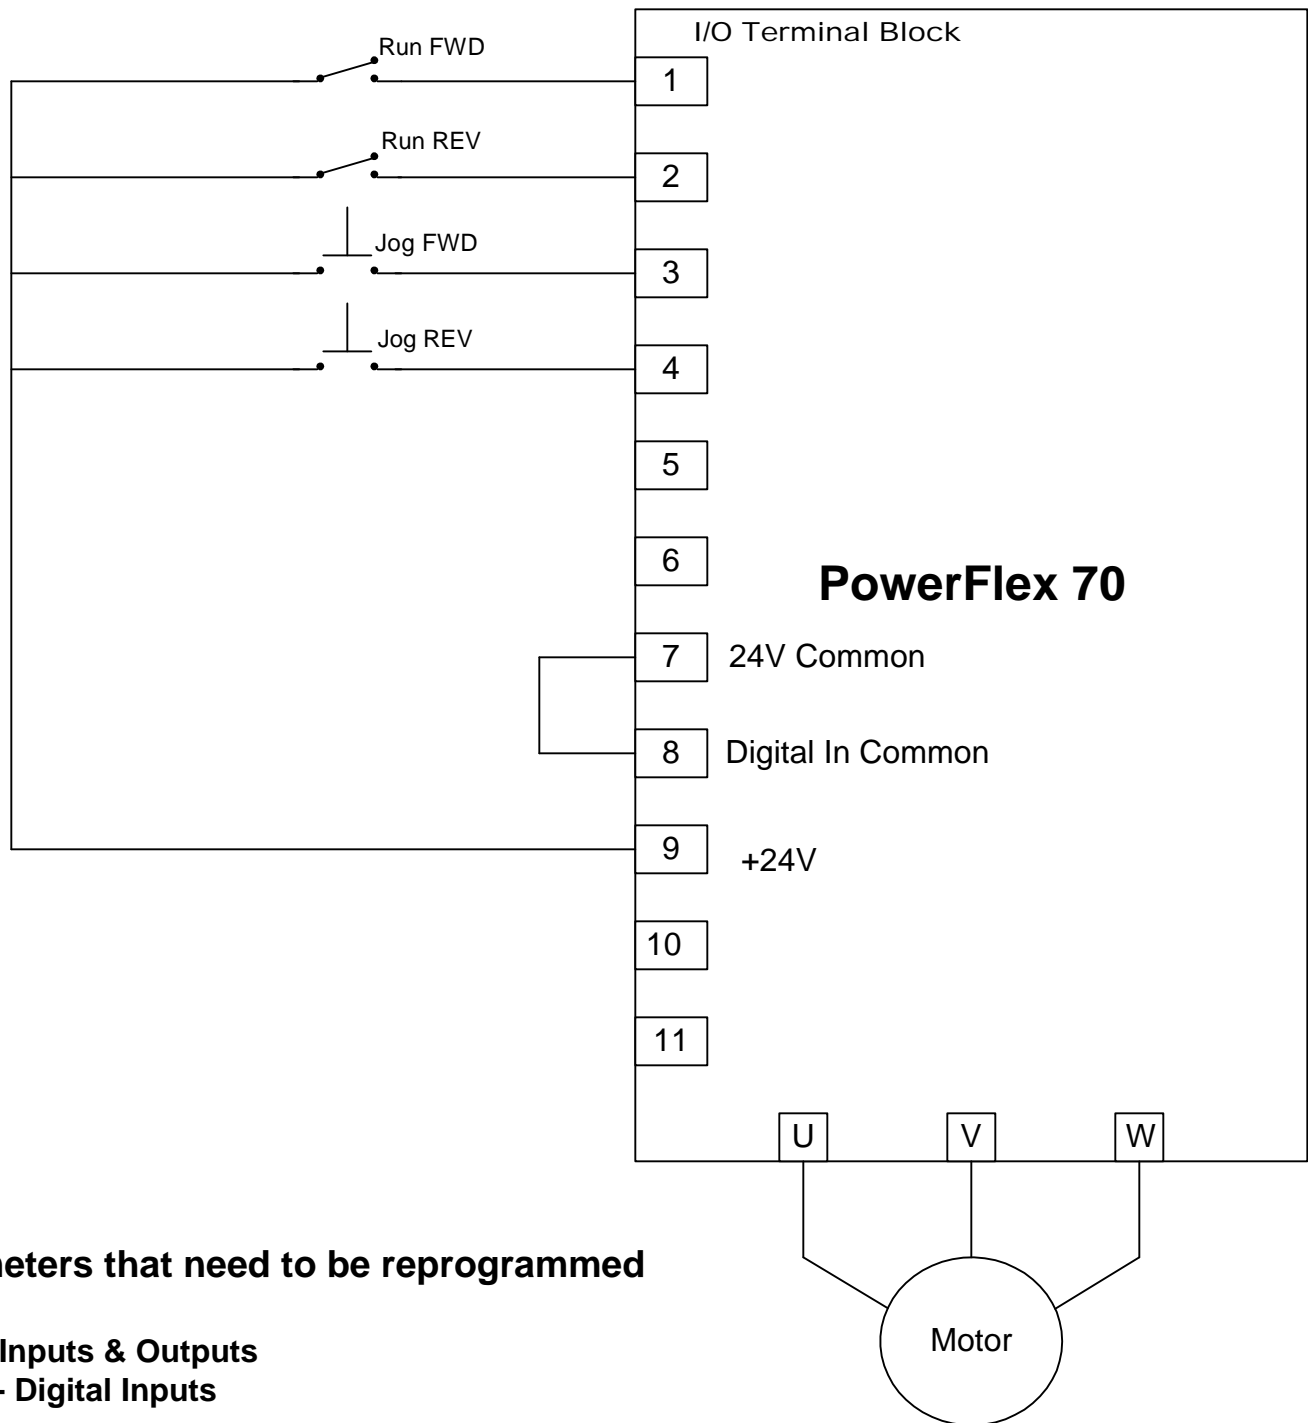 I/O Terminal Block
Run FWD
1
Run REV
2
Jog FWD
3
Jog REV
4
5
6
PowerFlex 70
7 24V Common
8 Digital In Common
9 +24V
10
11
U V W
Motor
that need to be reprogrammed
Inputs & Outputs
- Digital Inputs